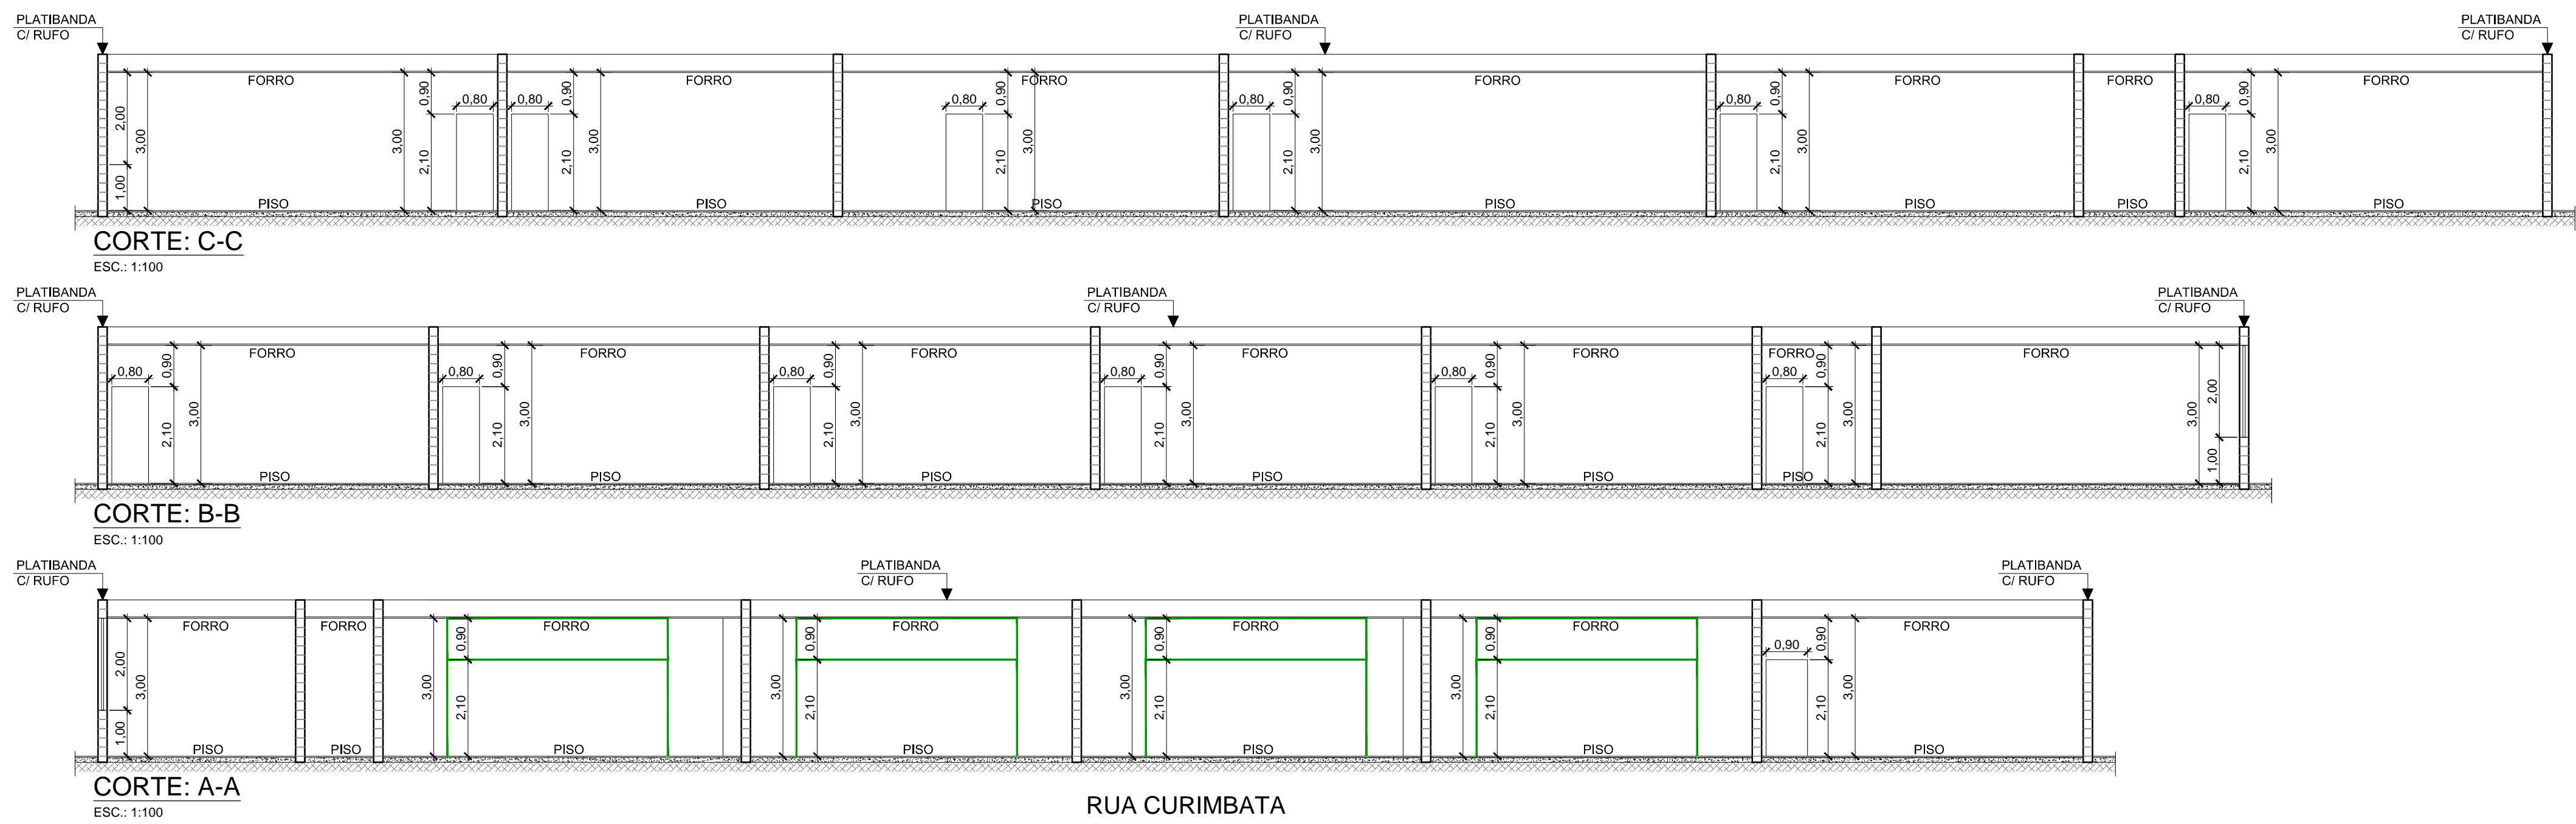 PLATIBANDA
C/ RUFO
PLATIBANDA
C/ RUFO
PLATIBANDA
C/ RUFO
FORRO
FORRO
FORRO
FORRO
FORRO
FORRO
FORRO
2,00
1,00
3,00
3,00
0,90
2,10
0,80
0,80
0,90
2,10
3,00
0,80
0,90
2,10
3,00
0,80
0,90
2,10
3,00
0,80
0,90
2,10
3,00
0,80
0,90
2,10
3,00
PISO
PISO
PISO
PISO
PISO
PISO
PISO
CORTE: C-C
ESC.: 1:100
PLATIBANDA
C/ RUFO
PLATIBANDA
C/ RUFO
PLATIBANDA
C/ RUFO
FORRO
FORRO
FORRO
FORRO
FORRO
FORRO
FORRO
0,80
0,90
2,10
3,00
0,80
0,90
2,10
3,00
0,80
0,90
2,10
3,00
0,80
0,90
2,10
3,00
0,80
0,90
2,10
3,00
0,80
0,90
2,10
3,00
3,00
2,00
1,00
PISO
PISO
PISO
PISO
PISO
PISO
CORTE: B-B
ESC.: 1:100
PLATIBANDA
C/ RUFO
PLATIBANDA
C/ RUFO
PLATIBANDA
C/ RUFO
FORRO
FORRO
FORRO
FORRO
FORRO
FORRO
FORRO
2,00
1,00
3,00
3,00
0,90
2,10
3,00
0,90
2,10
3,00
0,90
2,10
3,00
0,90
2,10
0,90
0,90
2,10
3,00
PISO
PISO
PISO
PISO
PISO
PISO
PISO
CORTE: A-A
ESC.: 1:100
RUA CURIMBATA